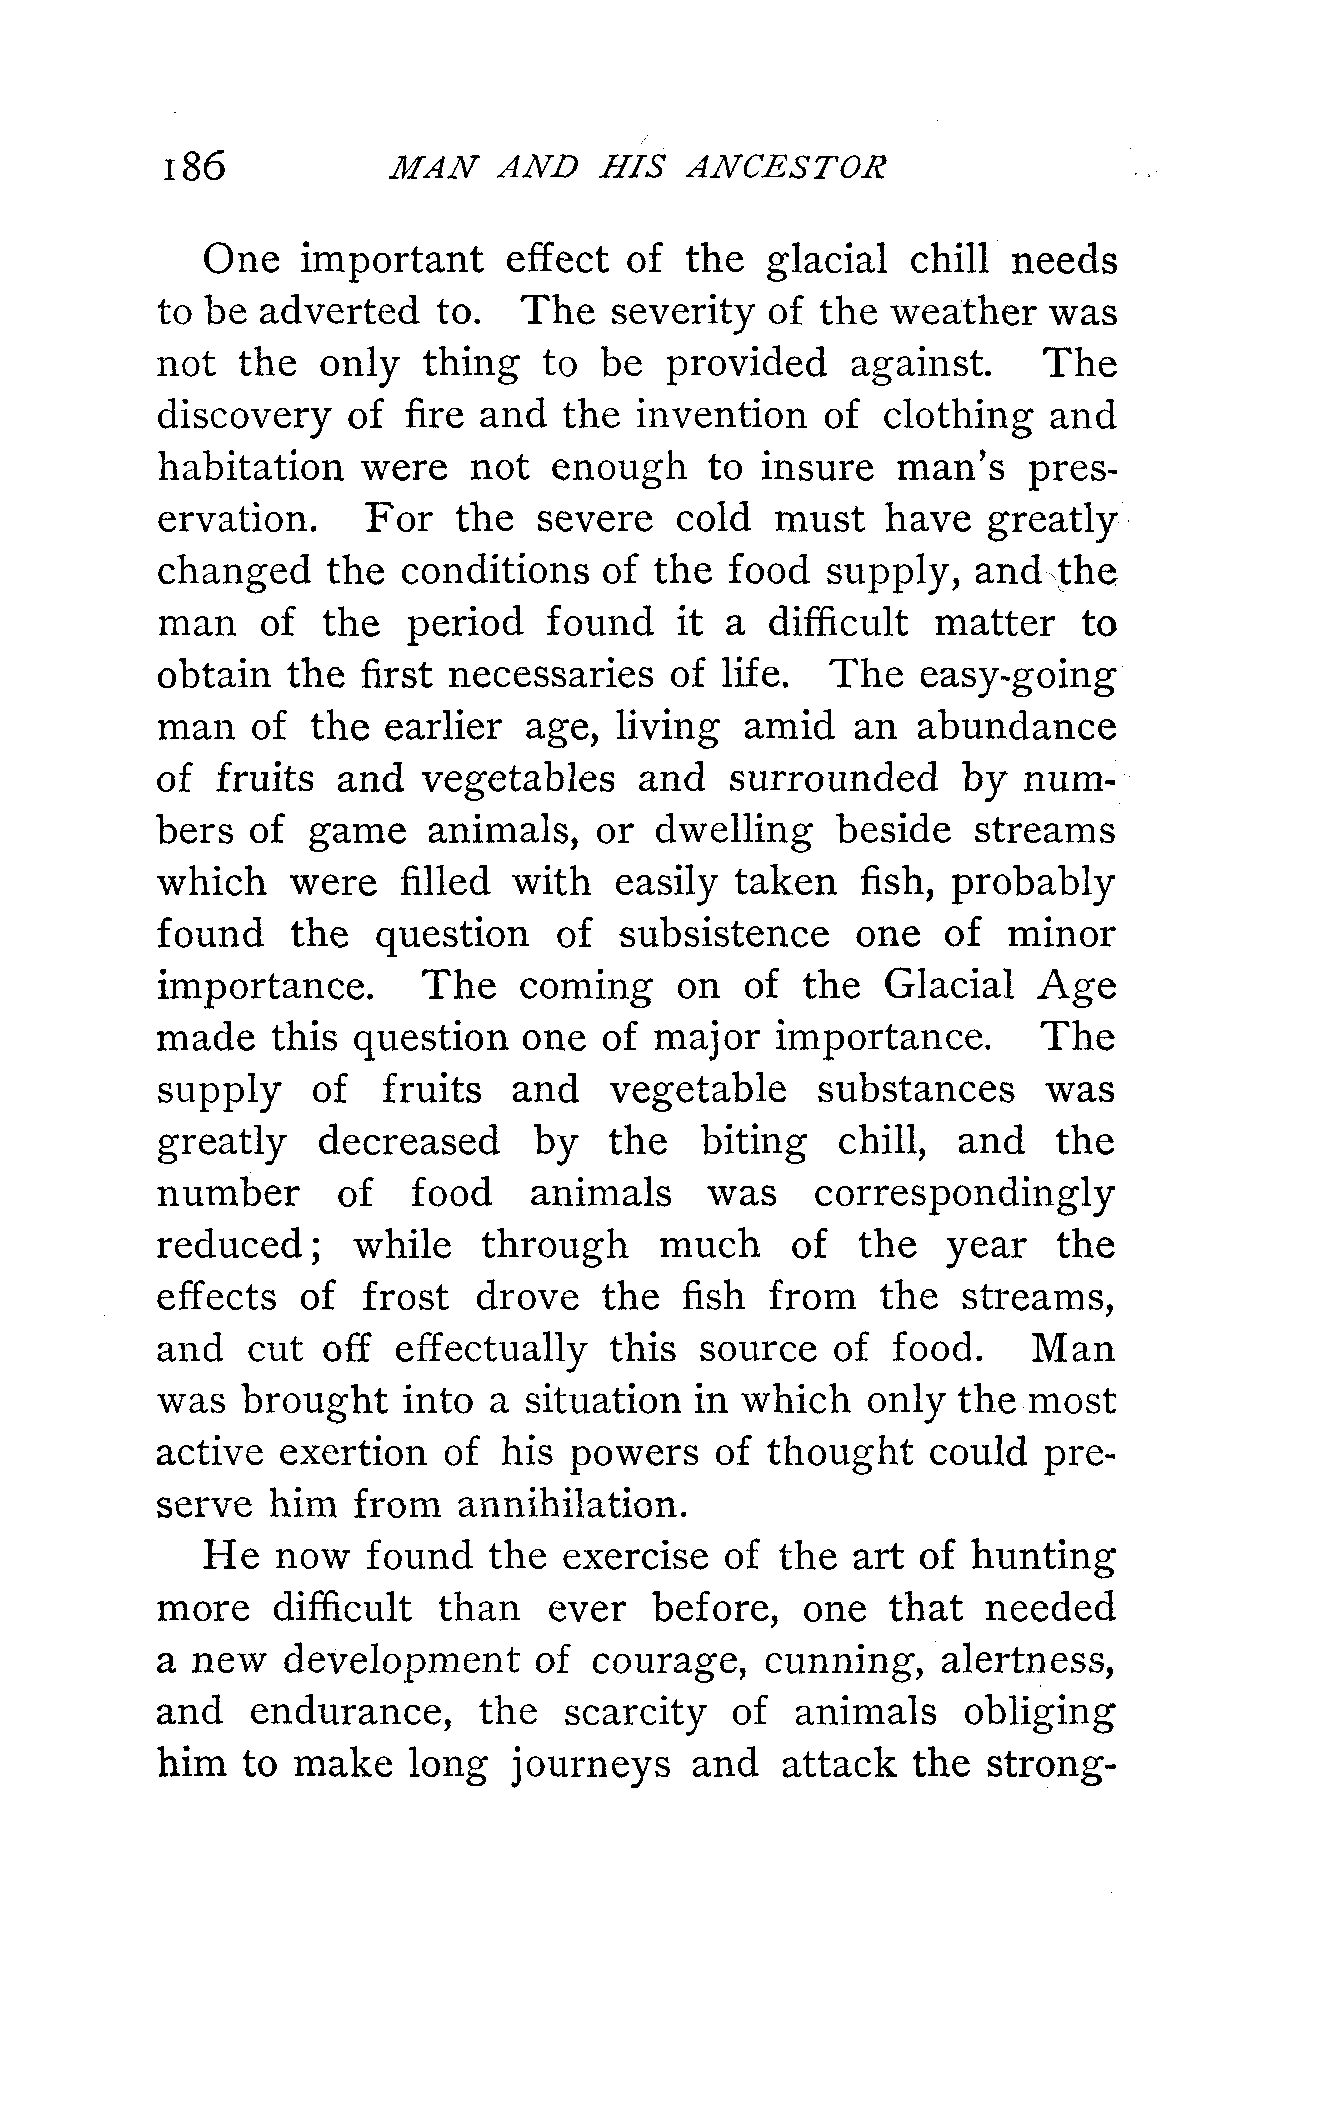 186 MAN AND HIS ANCESTOR
One important effect of the glacial chill needs
to be adverted to. The severity of the weather was
not the only thing to be provided against. The
discovery of fire and the invention of clothing and
habitation were not enough to insure man's pres-
ervation. For the severe cold must have greatly
changed the conditions of the food supply, and the
man of the period found it a difficult matter to
obtain the first necessaries of life. The easy-going
man of the earlier age, living amid an abundance
of fruits and vegetables and surrounded by num-
bers of game animals, or dwelling beside streams
which were filled with easily taken fish, probably
found the question of subsistence one of minor
importance. The coming on of the Glacial Age
made this question one of major importance. The
supply of fruits and vegetable substances was
greatly decreased by the biting chill, and the
number of food animals was correspondingly
reduced; while through much of the year the
effects of frost drove the fish from the streams,
and cut off effectually this source of food. Man
was brought into a situation in which only the most
active exertion of his powers of thought could pre-
serve him from annihilation.
He now found the exercise of the art of hunting
more difficult than ever before, one that needed
a new development of courage, cunning, alertness,
and endurance, the scarcity of animals obliging
him to make long journeys and attack the strong-